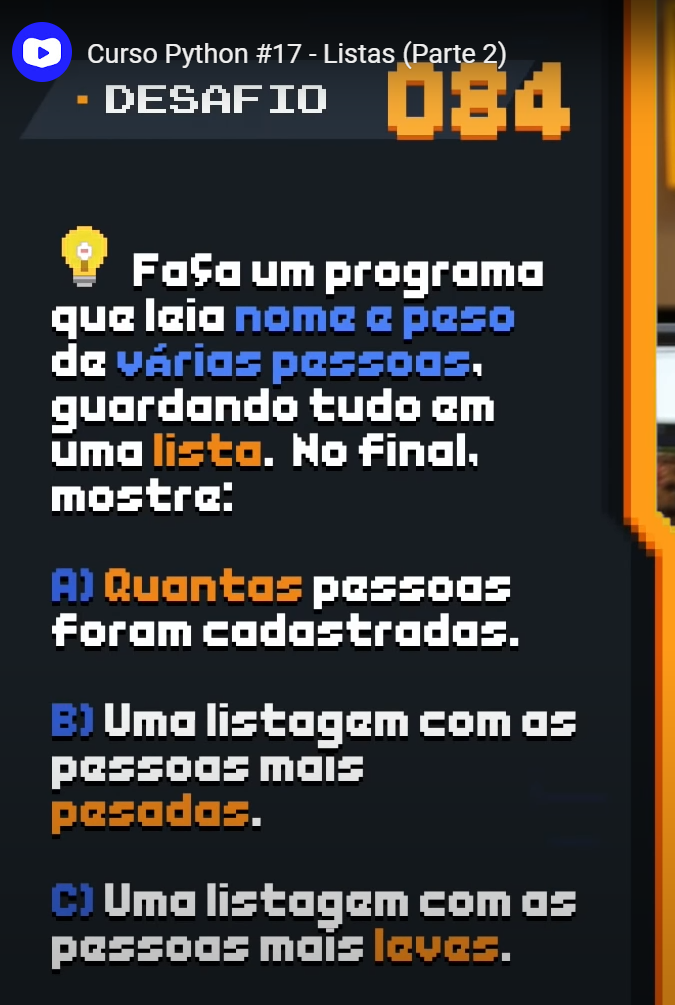 Curso Python #17 - Listas (Parte 2)
DESAFIO 084
Faça um programa
que leia nome e peso
de várias pessoas,
guardando tudo em
uma lista. No final,
mostre:
A) Quantas pessoas
foram cadastradas.
B) Uma listagem com as
pessoas mais
pesadas.
C) Uma listagem com as
pessoas mais leves.